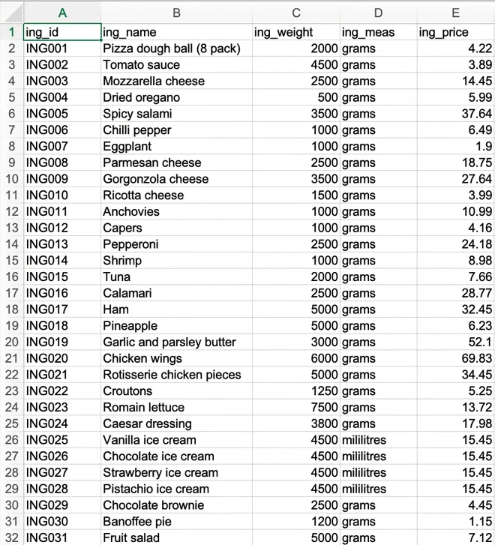 A B C D E
1 ing_id ing_name ing_weight ing_meas ing_price
2 ING001 Pizza dough ball (8 pack) 2000 grams 4.22
3 ING002 Tomato sauce 4500 grams 3.89
4 ING003 Mozzarella cheese 2500 grams 14.45
5 ING004 Dried oregano 500 grams 5.99
6 ING005 Spicy salami 3500 grams 37.64
7 ING006 Chilli pepper 1000 grams 6.49
8 ING007 Eggplant 1000 grams 1.9
9 ING008 Parmesan cheese 2500 grams 18.75
10 ING009 Gorgonzola cheese 3500 grams 27.64
11 ING010 Ricotta cheese 1500 grams 3.99
12 ING011 Anchovies 1000 grams 10.99
13 ING012 Capers 1000 grams 4.16
14 ING013 Pepperoni 2500 grams 24.18
15 ING014 Shrimp 1000 grams 8.98
16 ING015 Tuna 2000 grams 7.66
17 ING016 Calamari 2500 grams 28.77
18 ING017 Ham 5000 grams 32.45
19 ING018 Pineapple 5000 grams 6.23
20 ING019 Garlic and parsley butter 3000 grams 52.1
21 ING020 Chicken wings 6000 grams 69.83
22 ING021 Rotisserie chicken pieces 5000 grams 34.45
23 ING022 Croutons 1250 grams 5.25
24 ING023 Romain lettuce 7500 grams 13.72
25 ING024 Caesar dressing 3800 grams 17.98
26 ING025 Vanilla ice cream 4500 mililitres 15.45
27 ING026 Chocolate ice cream 4500 mililitres 15.45
28 ING027 Strawberry ice cream 4500 mililitres 15.45
29 ING028 Pistachio ice cream 4500 mililitres 15.45
30 ING029 Chocolate brownie 2500 grams 4.45
31 ING030 Banoffee pie 1200 grams 1.15
32 ING031 Fruit salad 5000 grams 7.12